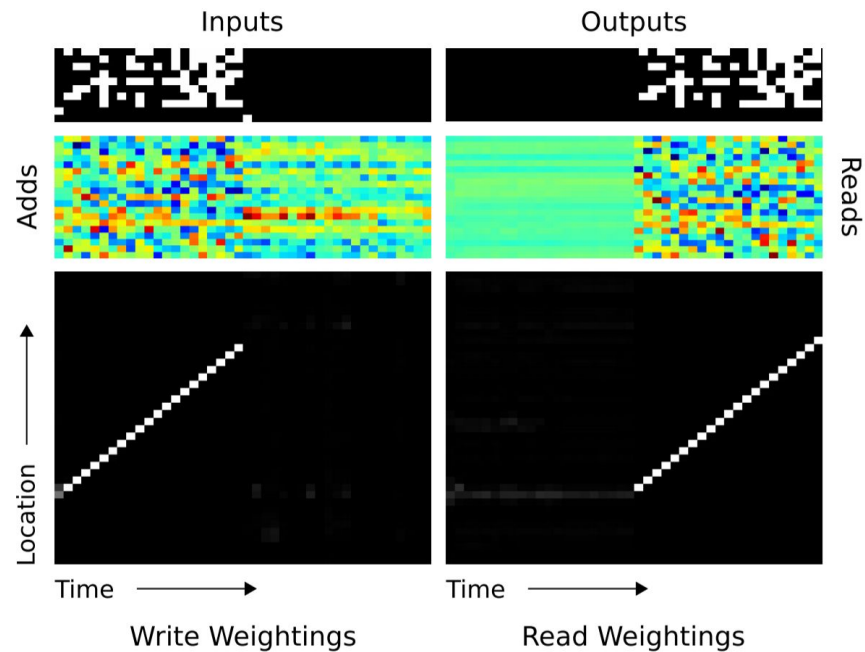 Inputs
Outputs
Adds
Reads
Location
Time
Time
Write Weightings
Read Weightings